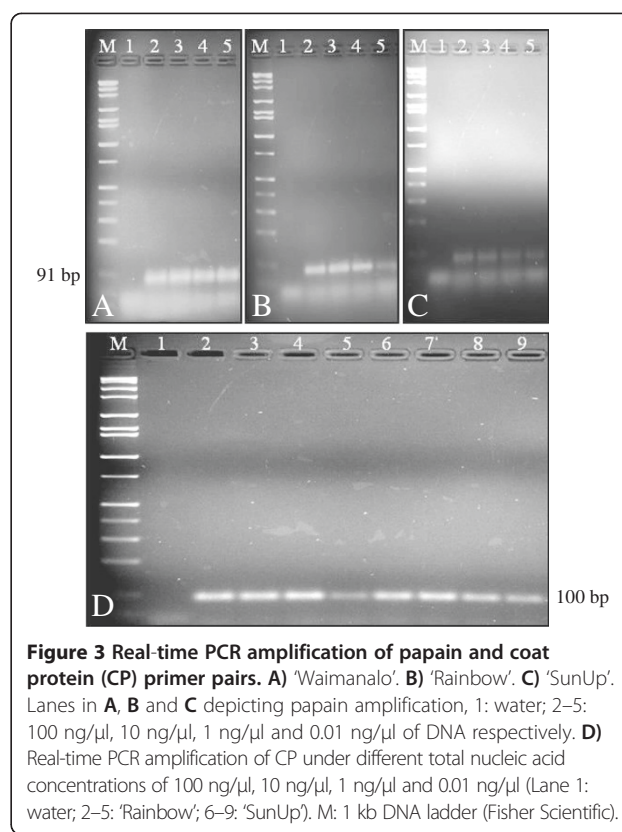 M 1 2 3 4 5
M 1 2 3 4 5
M 1 2 3 4 5
91 bp
A
B
C
M 1 2 3 4 5 6 7 8 9
D
100 bp
Figure 3 Real-time PCR amplification of papain and coat
protein (CP) primer pairs. A) ‘Waimanalo’. B) ‘Rainbow’. C) ‘SunUp’.
Lanes in A, B and C depicting papain amplification, 1: water; 2–5:
100 ng/μl, 10 ng/μl, 1 ng/μl and 0.01 ng/μl of DNA respectively. D)
Real-time PCR amplification of CP under different total nucleic acid
concentrations of 100 ng/μl, 10 ng/μl, 1 ng/μl and 0.01 ng/μl (Lane 1:
water; 2–5: ‘Rainbow’; 6–9: ‘SunUp’). M: 1 kb DNA ladder (Fisher Scientific).